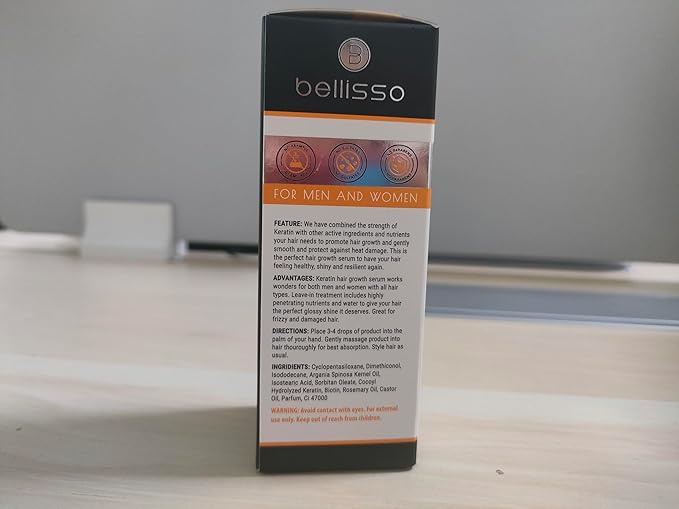 B
bellisso
FOR MEN AND WOMEN
FEATURE: We have combined the strength of
Keratin with other active ingredients and nutrients
your hair needs to promote hair growth and gently
smooth and protect against heat damage. This is
the perfect hair growth serum to have your hair
feeling healthy, shiny and resilient again.
ADVANTAGES: Keratin hair growth serum works
wonders for both men and women with all hair
types. Leave-in treatment includes highly
penetrating nutrients and water to give your hair
the perfect glossy shine it deserves. Great for
frizzy and damaged hair.
DIRECTIONS: Place 3-4 drops of product into the
palm of your hand. Gently massage product into
hair thouroughly for best absorption. Style hair as
usual.
INGREDIENTS: Cyclopentasiloxane, Dimethiconol,
Isododecane, Argania Spinosa Kernel Oil,
Isostearic Acid, Sorbitan Oleate, Cocoyl
Hydrolyzed Keratin, Biotin, Rosemary Oil, Castor
Oil, Parfum, CI 47000
WARNING: Avoid contact with eyes. For external
use only. Keep out of reach from children.